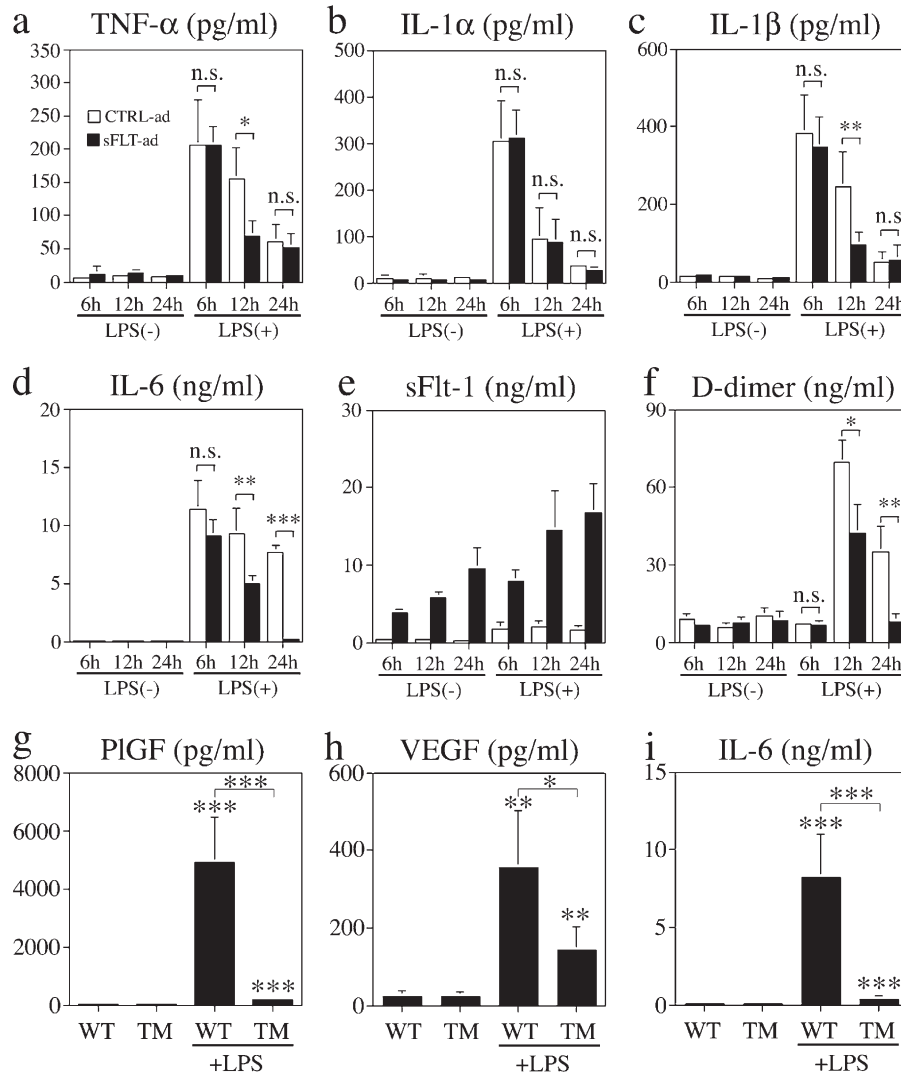 a TNF-α (pg/ml)
350
300
250
200
150
100
50
0
CTRL-ad
sFLT-ad
n.s.
*
n.s.
6h 12h 24h 6h 12h 24h
LPS(-) LPS(+)
b IL-1α (pg/ml)
500
400
300
200
100
0
n.s.
n.s.
n.s.
6h 12h 24h 6h 12h 24h
LPS(-) LPS(+)
c IL-1β (pg/ml)
600
400
200
0
n.s.
**
n.s.
6h 12h 24h 6h 12h 24h
LPS(-) LPS(+)
d IL-6 (ng/ml)
20
15
10
5
0
n.s.
**
***
6h 12h 24h 6h 12h 24h
LPS(-) LPS(+)
e sFlt-1 (ng/ml)
30
20
10
0
6h 12h 24h 6h 12h 24h
LPS(-) LPS(+)
f D-dimer (ng/ml)
90
60
30
0
n.s.
*
**
6h 12h 24h 6h 12h 24h
LPS(-) LPS(+)
g PlGF (pg/ml)
8000
6000
4000
2000
0
***
***
***
WT TM WT TM
+LPS
h VEGF (pg/ml)
600
400
200
0
*
**
**
WT TM WT TM
+LPS
i IL-6 (ng/ml)
15
10
5
0
***
***
***
WT TM WT TM
+LPS